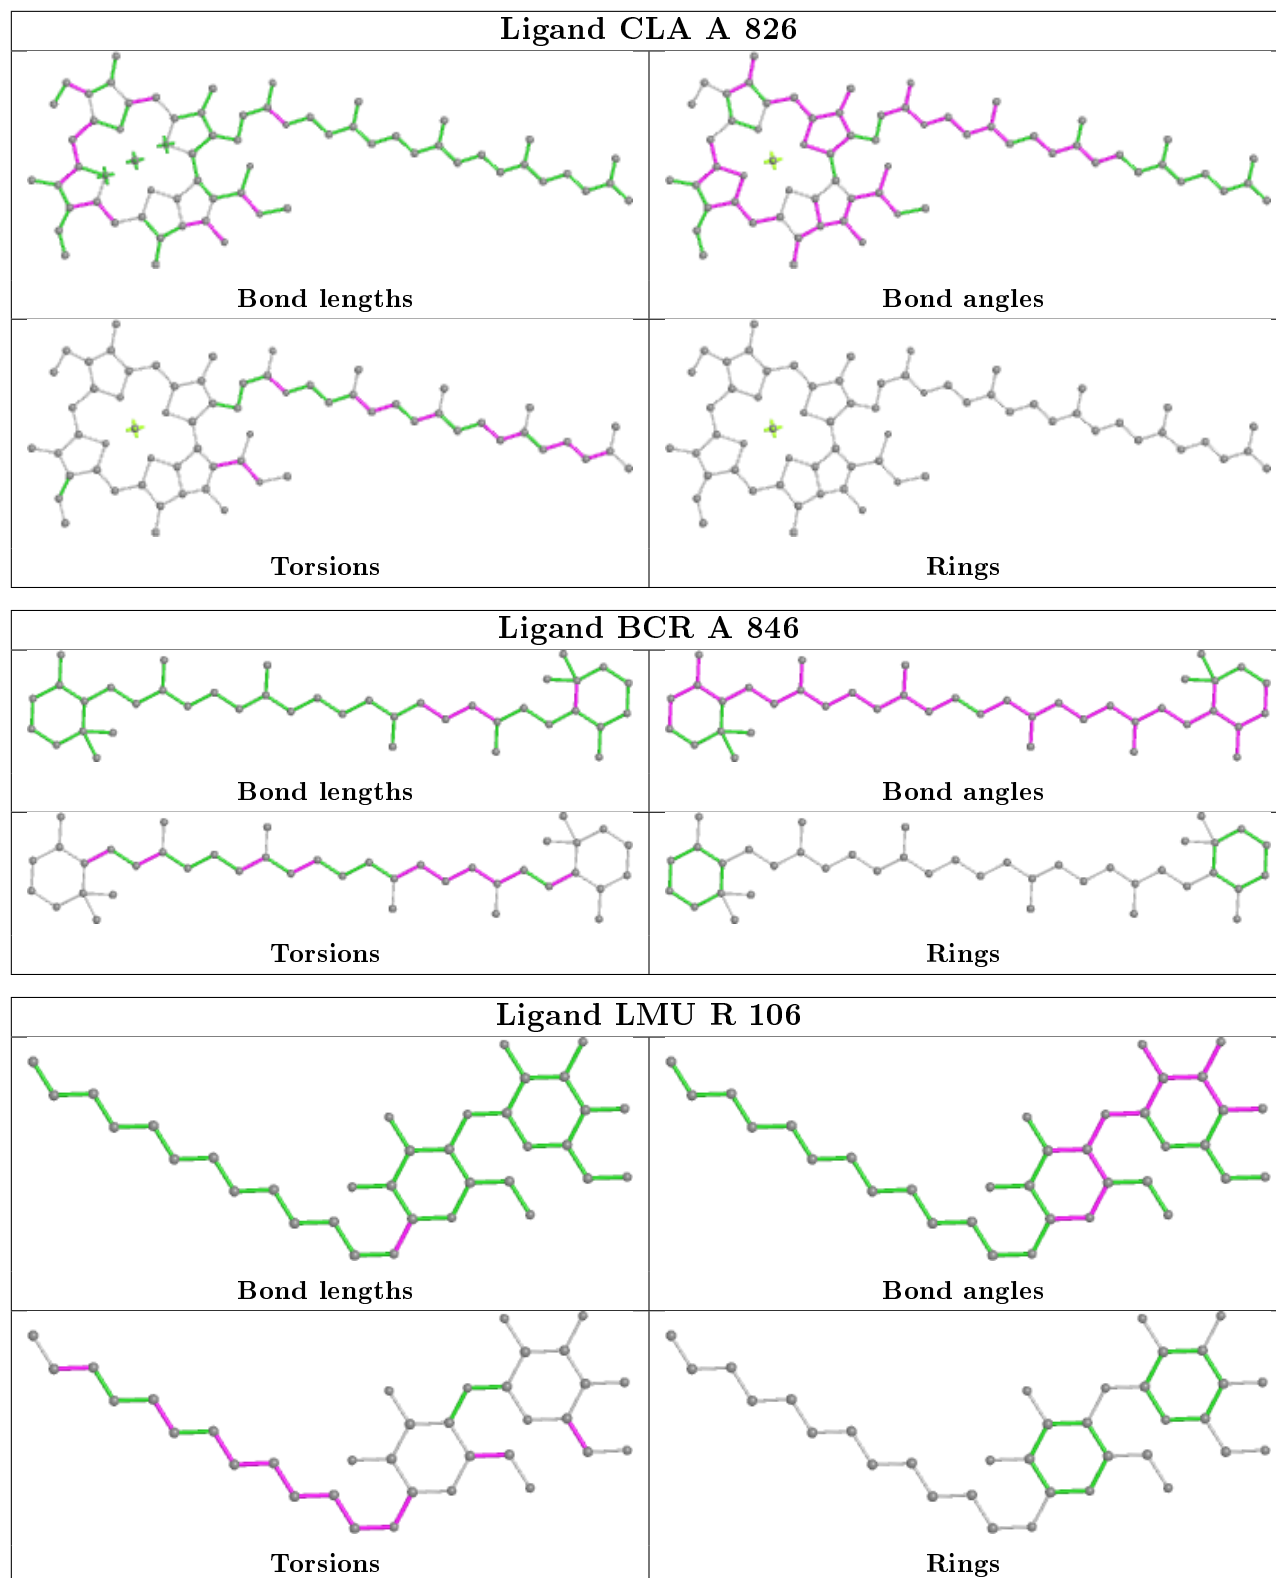 Ligand CLA A 826
Bond lengths
Bond angles
Torsions
Rings
Ligand BCR A 846
Bond lengths
Bond angles
Torsions
Rings
Ligand LMU R 106
Bond lengths
Bond angles
Torsions
Rings